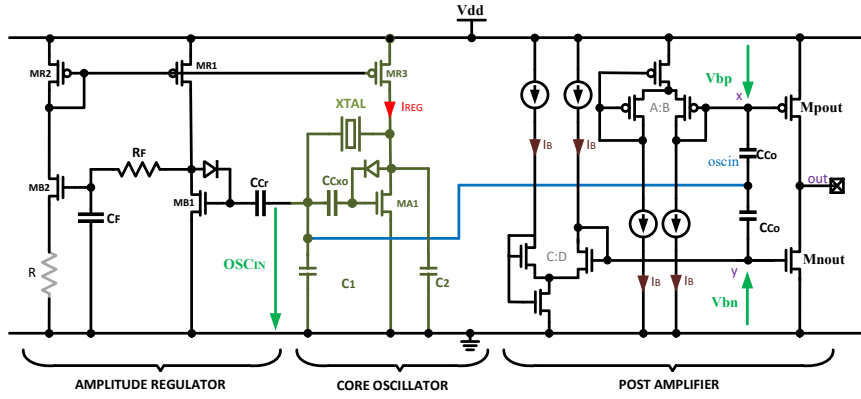 Vdd
MR2
MR1
MR3
XTAL
IREG
A:B
Vbp
x
Mpout
RF
CCr
CCxo
IB
IB
CCo
oscin
out
MB2
MB1
MA1
CF
R
OSCIN
C1
C2
C:D
CCo
Mnout
y
IB
IB
Vbn
AMPLITUDE REGULATOR
CORE OSCILLATOR
POST AMPLIFIER